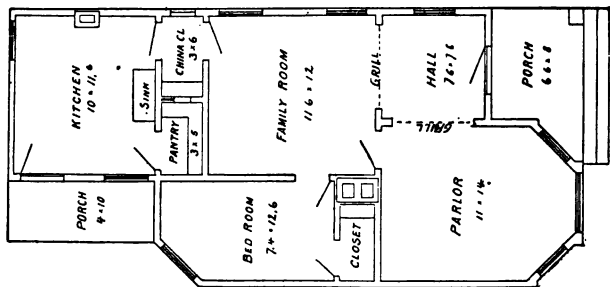 KITCHEN
10 = 11,6
SINK
CHINA CL
3 = 6
PANTRY
3 = 5
FAMILY ROOM
11 6 = 12
GRILL
HALL
7 6 = 7 6
PORCH
6 6 = 8
GRILL
PORCH
4 = 10
BED ROOM
7.4 = 12,6
CLOSET
PARLOR
11 = 14